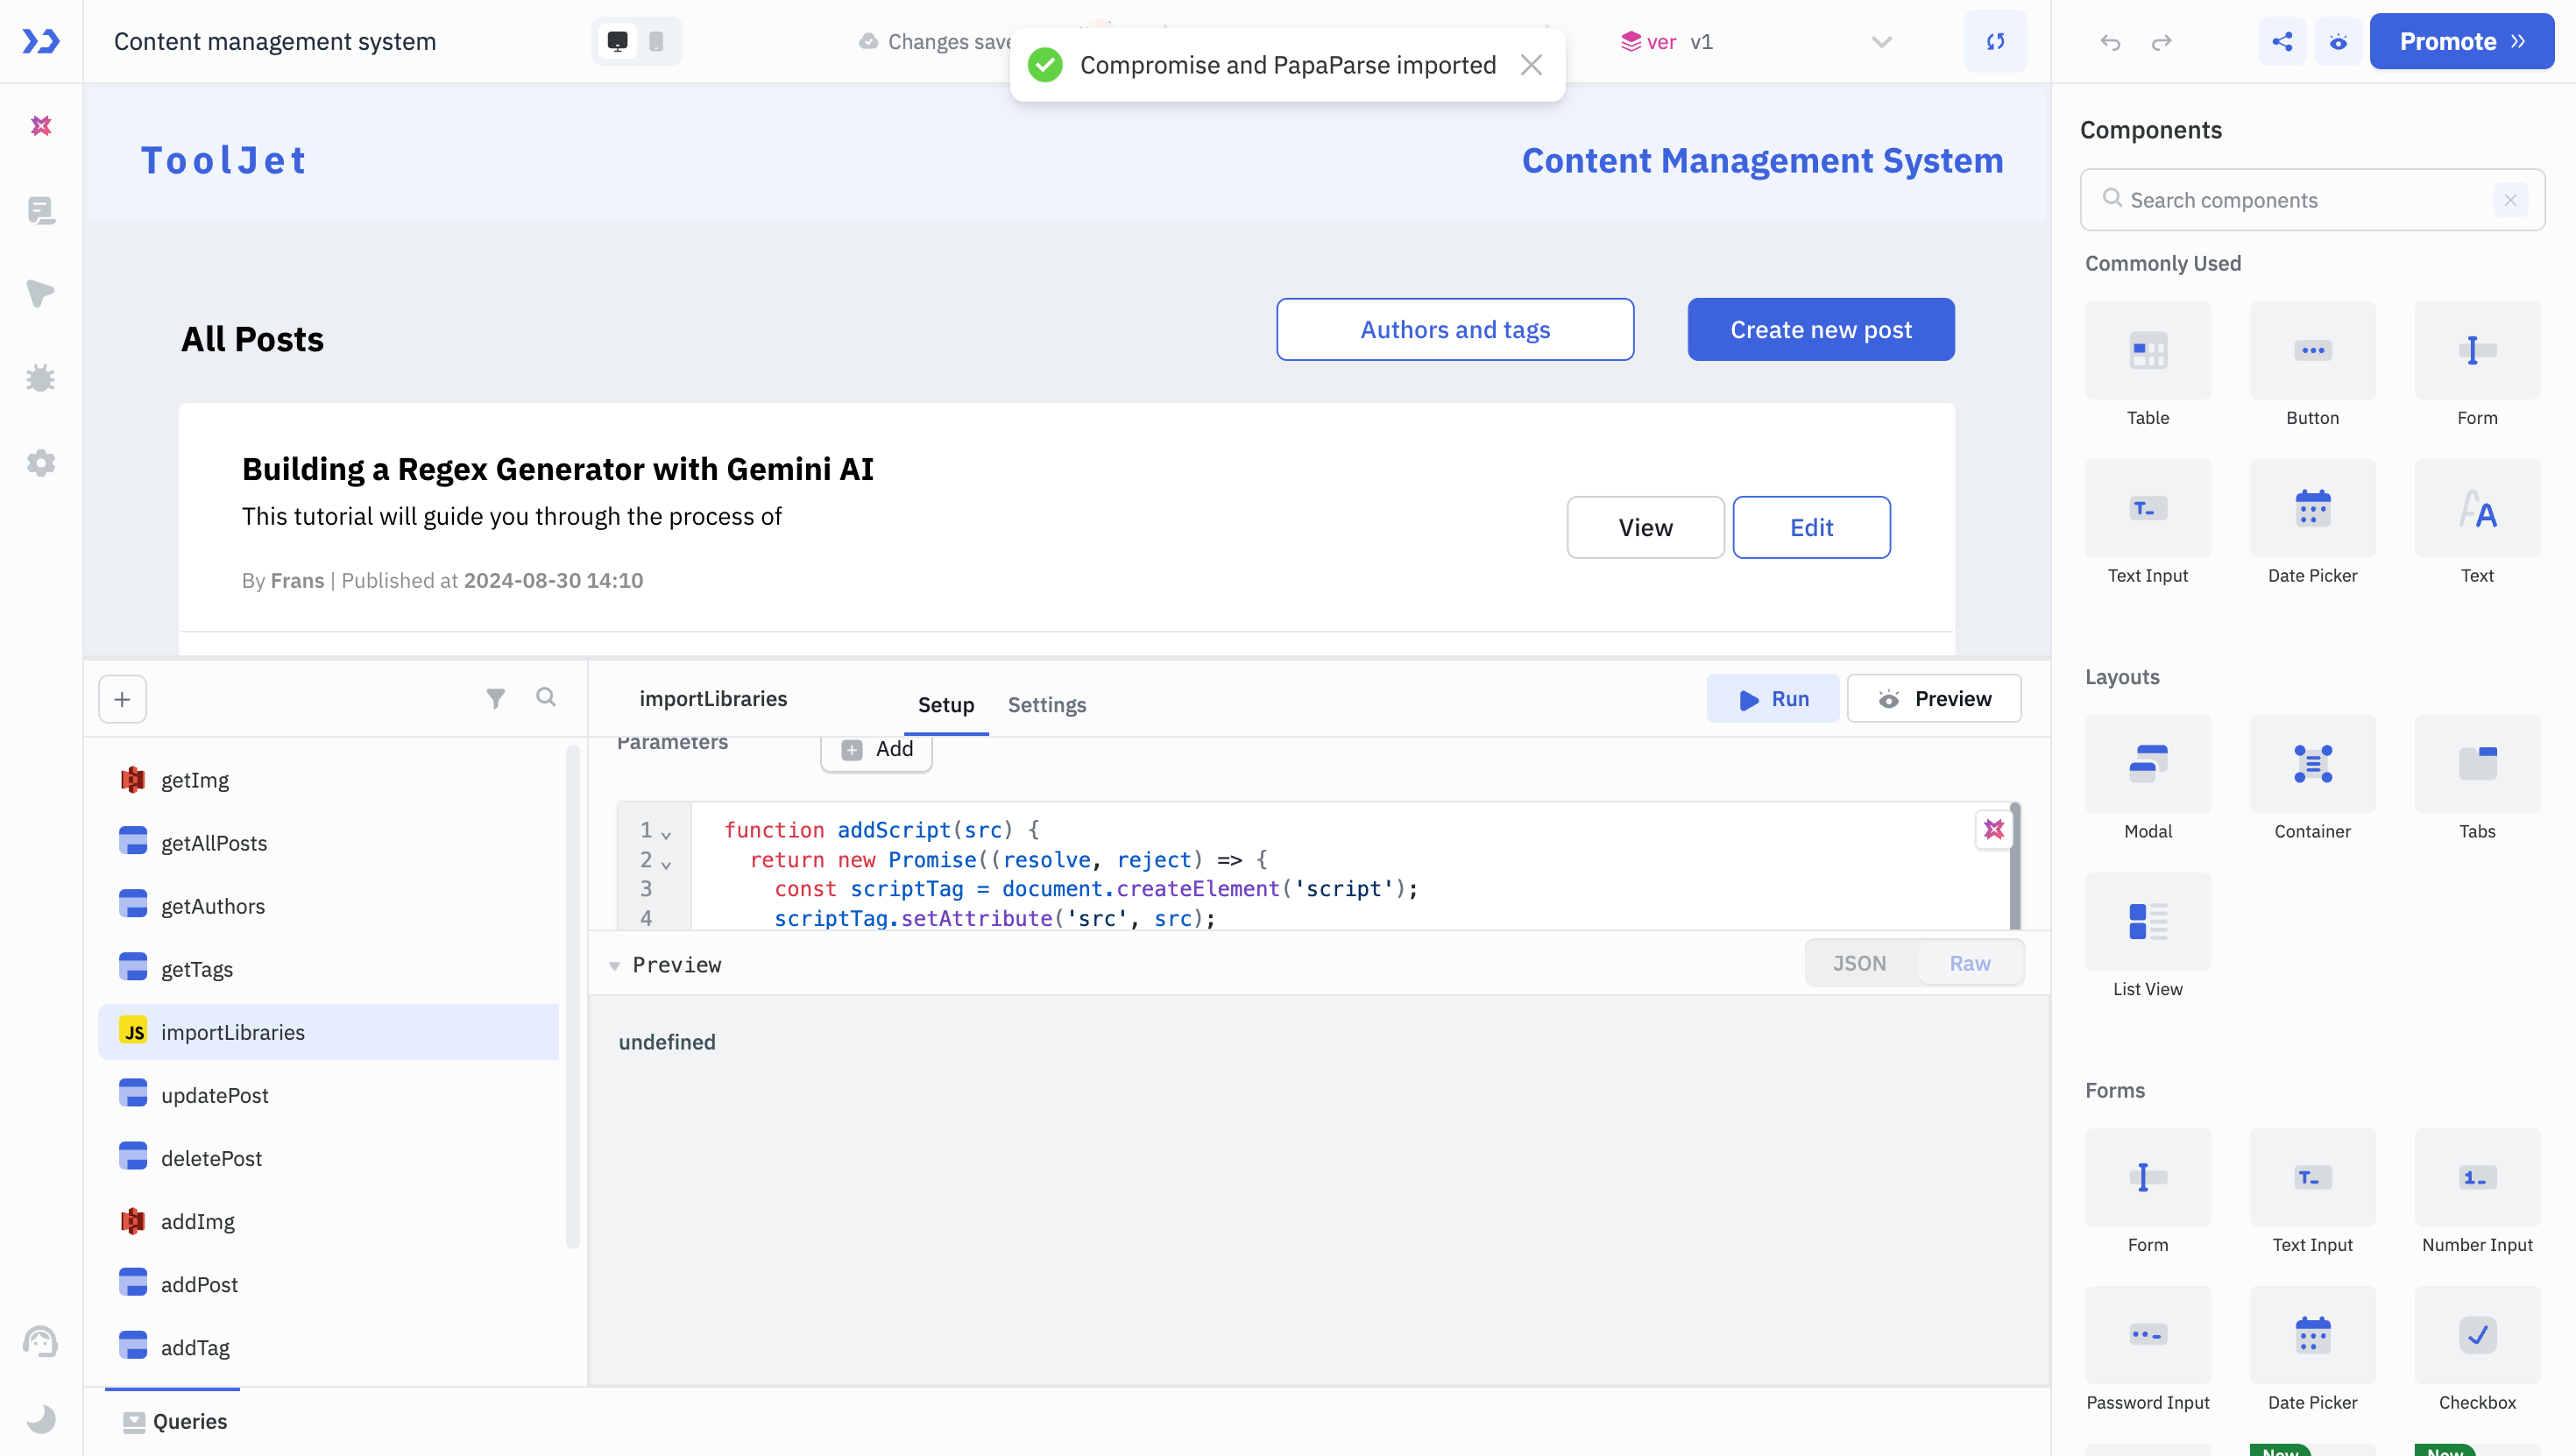 Content management system
Changes save
Compromise and PapaParse imported
ver v1
Promote
ToolJet
Content Management System
All Posts
Authors and tags
Create new post
Building a Regex Generator with Gemini AI
This tutorial will guide you through the process of
By Frans | Published at 2024-08-30 14:10
View
Edit
importLibraries
Setup
Settings
Run
Preview
Parameters
Add
1 function addScript(src) {
2 return new Promise((resolve, reject) => {
3 const scriptTag = document.createElement('script');
4 scriptTag.setAttribute('src', src);
Preview
JSON
Raw
undefined
getImg
getAllPosts
getAuthors
getTags
JS importLibraries
updatePost
deletePost
addImg
addPost
addTag
Queries
Components
Search components
Commonly Used
Table
Button
Form
Text Input
Date Picker
Text
Layouts
Modal
Container
Tabs
List View
Forms
Form
Text Input
Number Input
Password Input
Date Picker
Checkbox
New
New